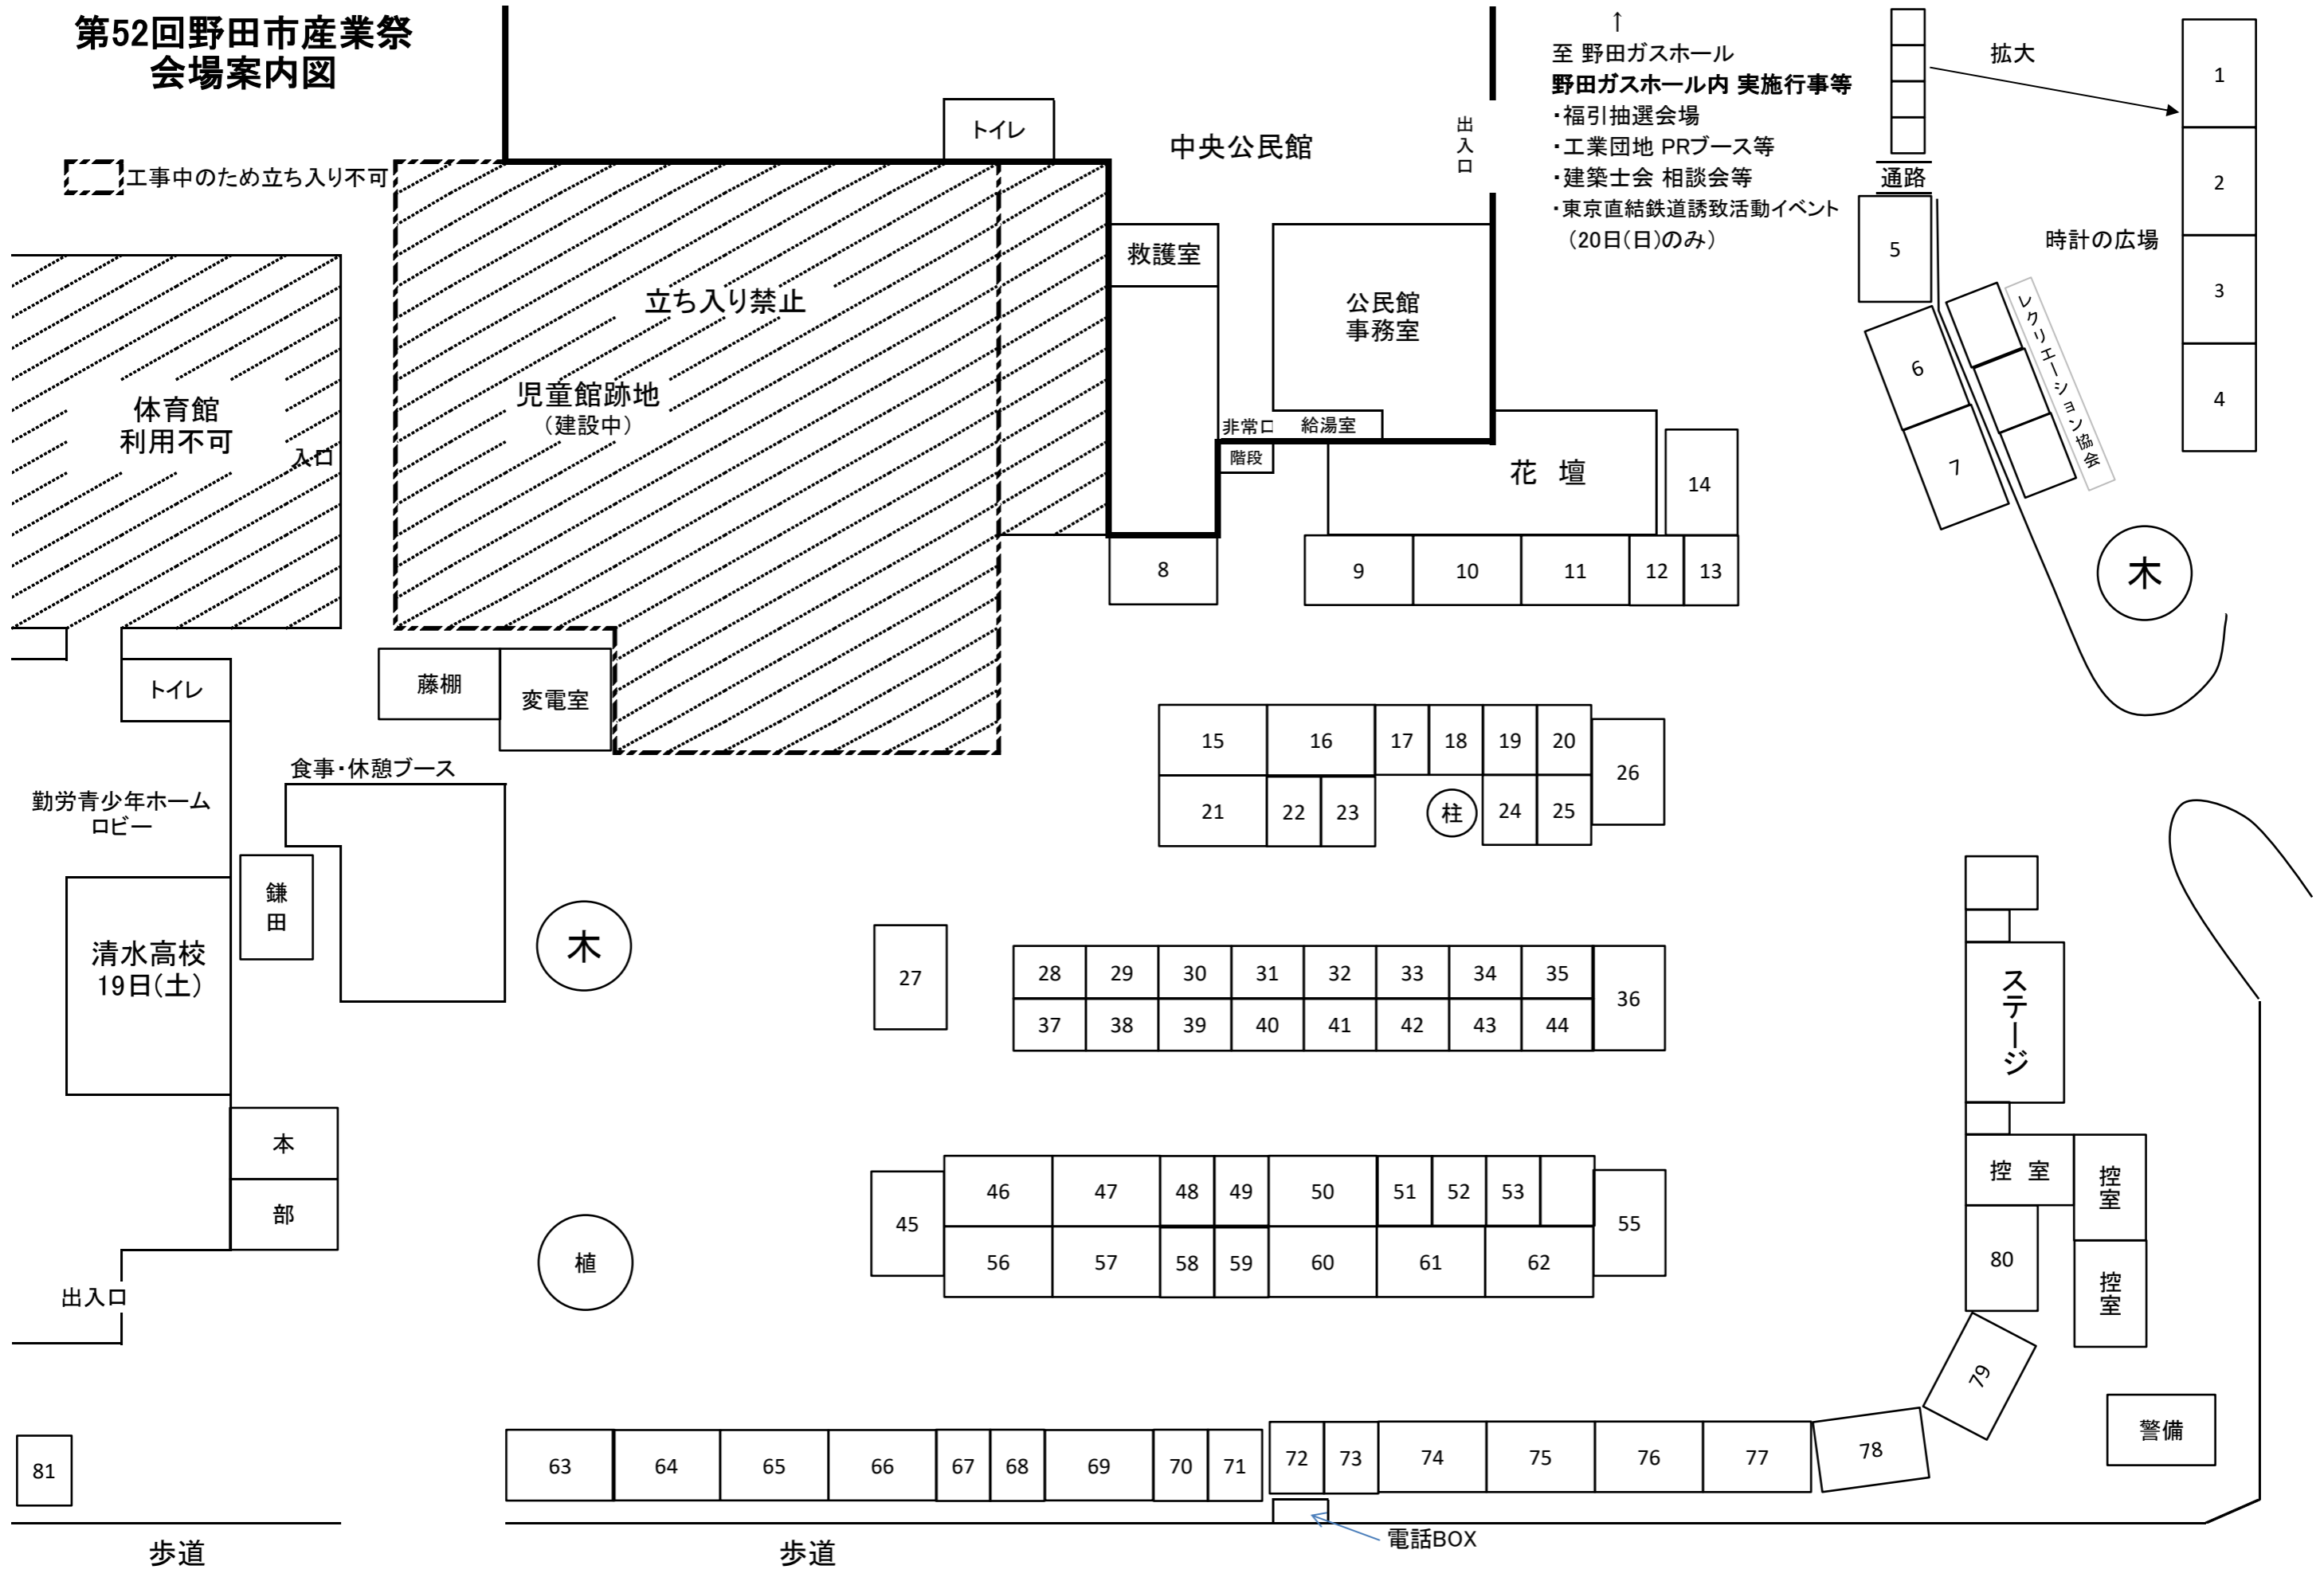 第52回野田市産業祭
会場案内図
工事中のため立ち入り不可
↑
至 野田ガスホール
野田ガスホール内 実施行事等
・福引抽選会場
・工業団地 PRブース等
・建築士会 相談会等
・東京直結鉄道誘致活動イベント
（20日(日)のみ）
拡大
1
2
3
4
通路
時計の広場
5
6
7
レクリエーション協会
木
トイレ
中央公民館
出入口
救護室
公民館
事務室
立ち入り禁止
児童館跡地
（建設中）
体育館
利用不可
入口
非常口
給湯室
階段
花 壇
14
8
9
10
11
12
13
トイレ
藤棚
変電室
15
16
17
18
19
20
26
21
22
23
柱
24
25
食事・休憩ブース
勤労青少年ホーム
ロビー
鎌田
清水高校
19日(土)
木
27
28
29
30
31
32
33
34
35
36
37
38
39
40
41
42
43
44
ステージ
本
部
植
45
46
47
48
49
50
51
52
53
55
56
57
58
59
60
61
62
控 室
控室
控室
80
79
警備
出入口
81
63
64
65
66
67
68
69
70
71
72
73
74
75
76
77
78
電話BOX
歩道
歩道